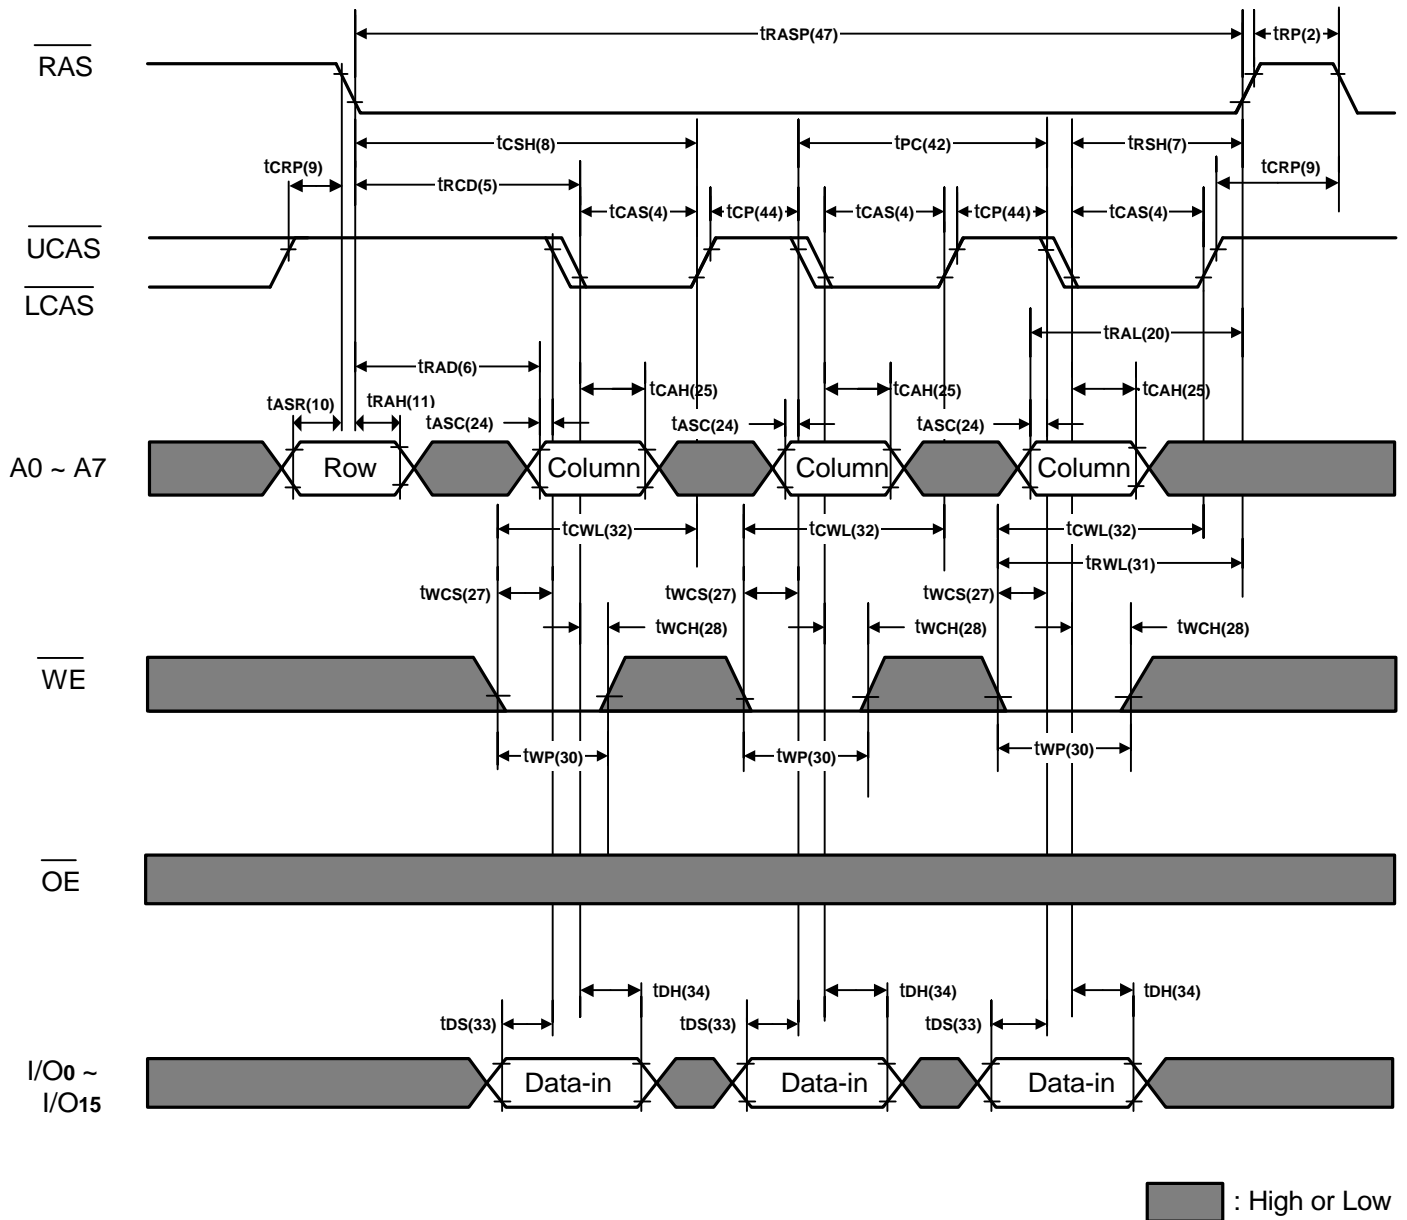 tRASP(47) tRP(2)
RAS
tCSH(8) tPC(42) tRSH(7)
tCRP(9) tRCD(5) tCRP(9)
tCAS(4) tCP(44) tCAS(4) tCP(44) tCAS(4)
UCAS
LCAS
tRAL(20)
tRAD(6)
tCAH(25) tCAH(25) tCAH(25)
tASR(10) tRAH(11) tASC(24) tASC(24) tASC(24)
A0 ~ A7 Row Column Column Column
tCWL(32) tCWL(32) tCWL(32)
tRWL(31)
tWCS(27) tWCS(27) tWCS(27)
tWCH(28) tWCH(28) tWCH(28)
WE
tWP(30) tWP(30) tWP(30)
OE
tDH(34) tDH(34) tDH(34)
tDS(33) tDS(33) tDS(33)
I/O0 ~
I/O15
Data-in Data-in Data-in
: High or Low